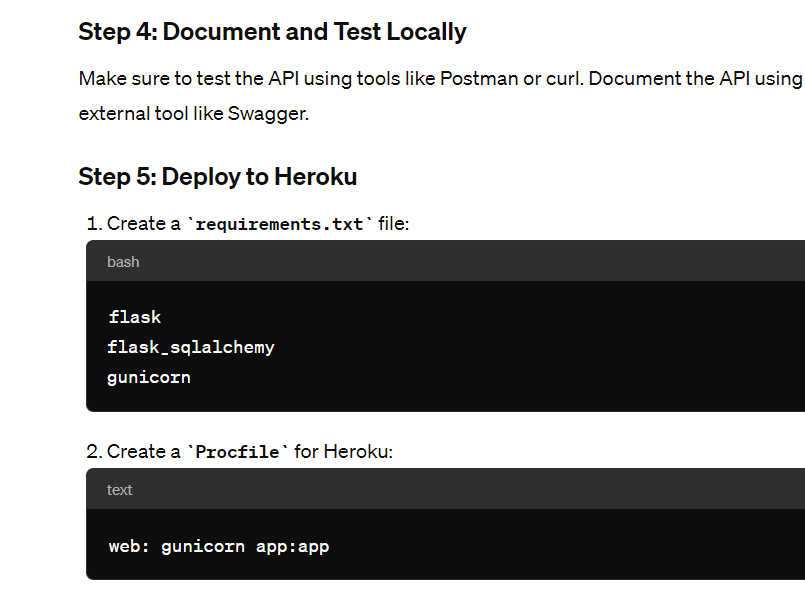 Step 4: Document and Test Locally
Make sure to test the API using tools like Postman or curl. Document the API using
external tool like Swagger.
Step 5: Deploy to Heroku
1. Create a `requirements.txt` file:
bash
flask
flask_sqlalchemy
gunicorn
2. Create a `Procfile` for Heroku:
text
web: gunicorn app:app